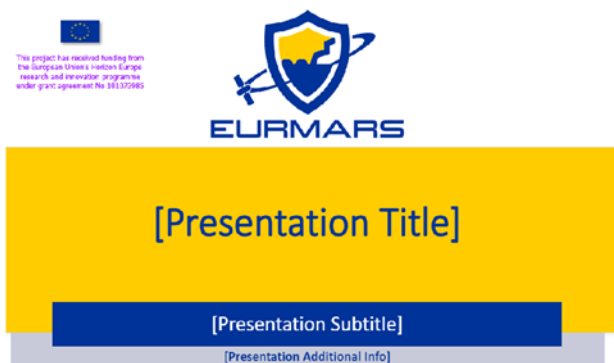 This project has received funding from
the European Union's Horizon Europe
research and innovation programme
under grant agreement No 101073985
EURMARS
[Presentation Title]
[Presentation Subtitle]
[Presentation Additional Info]